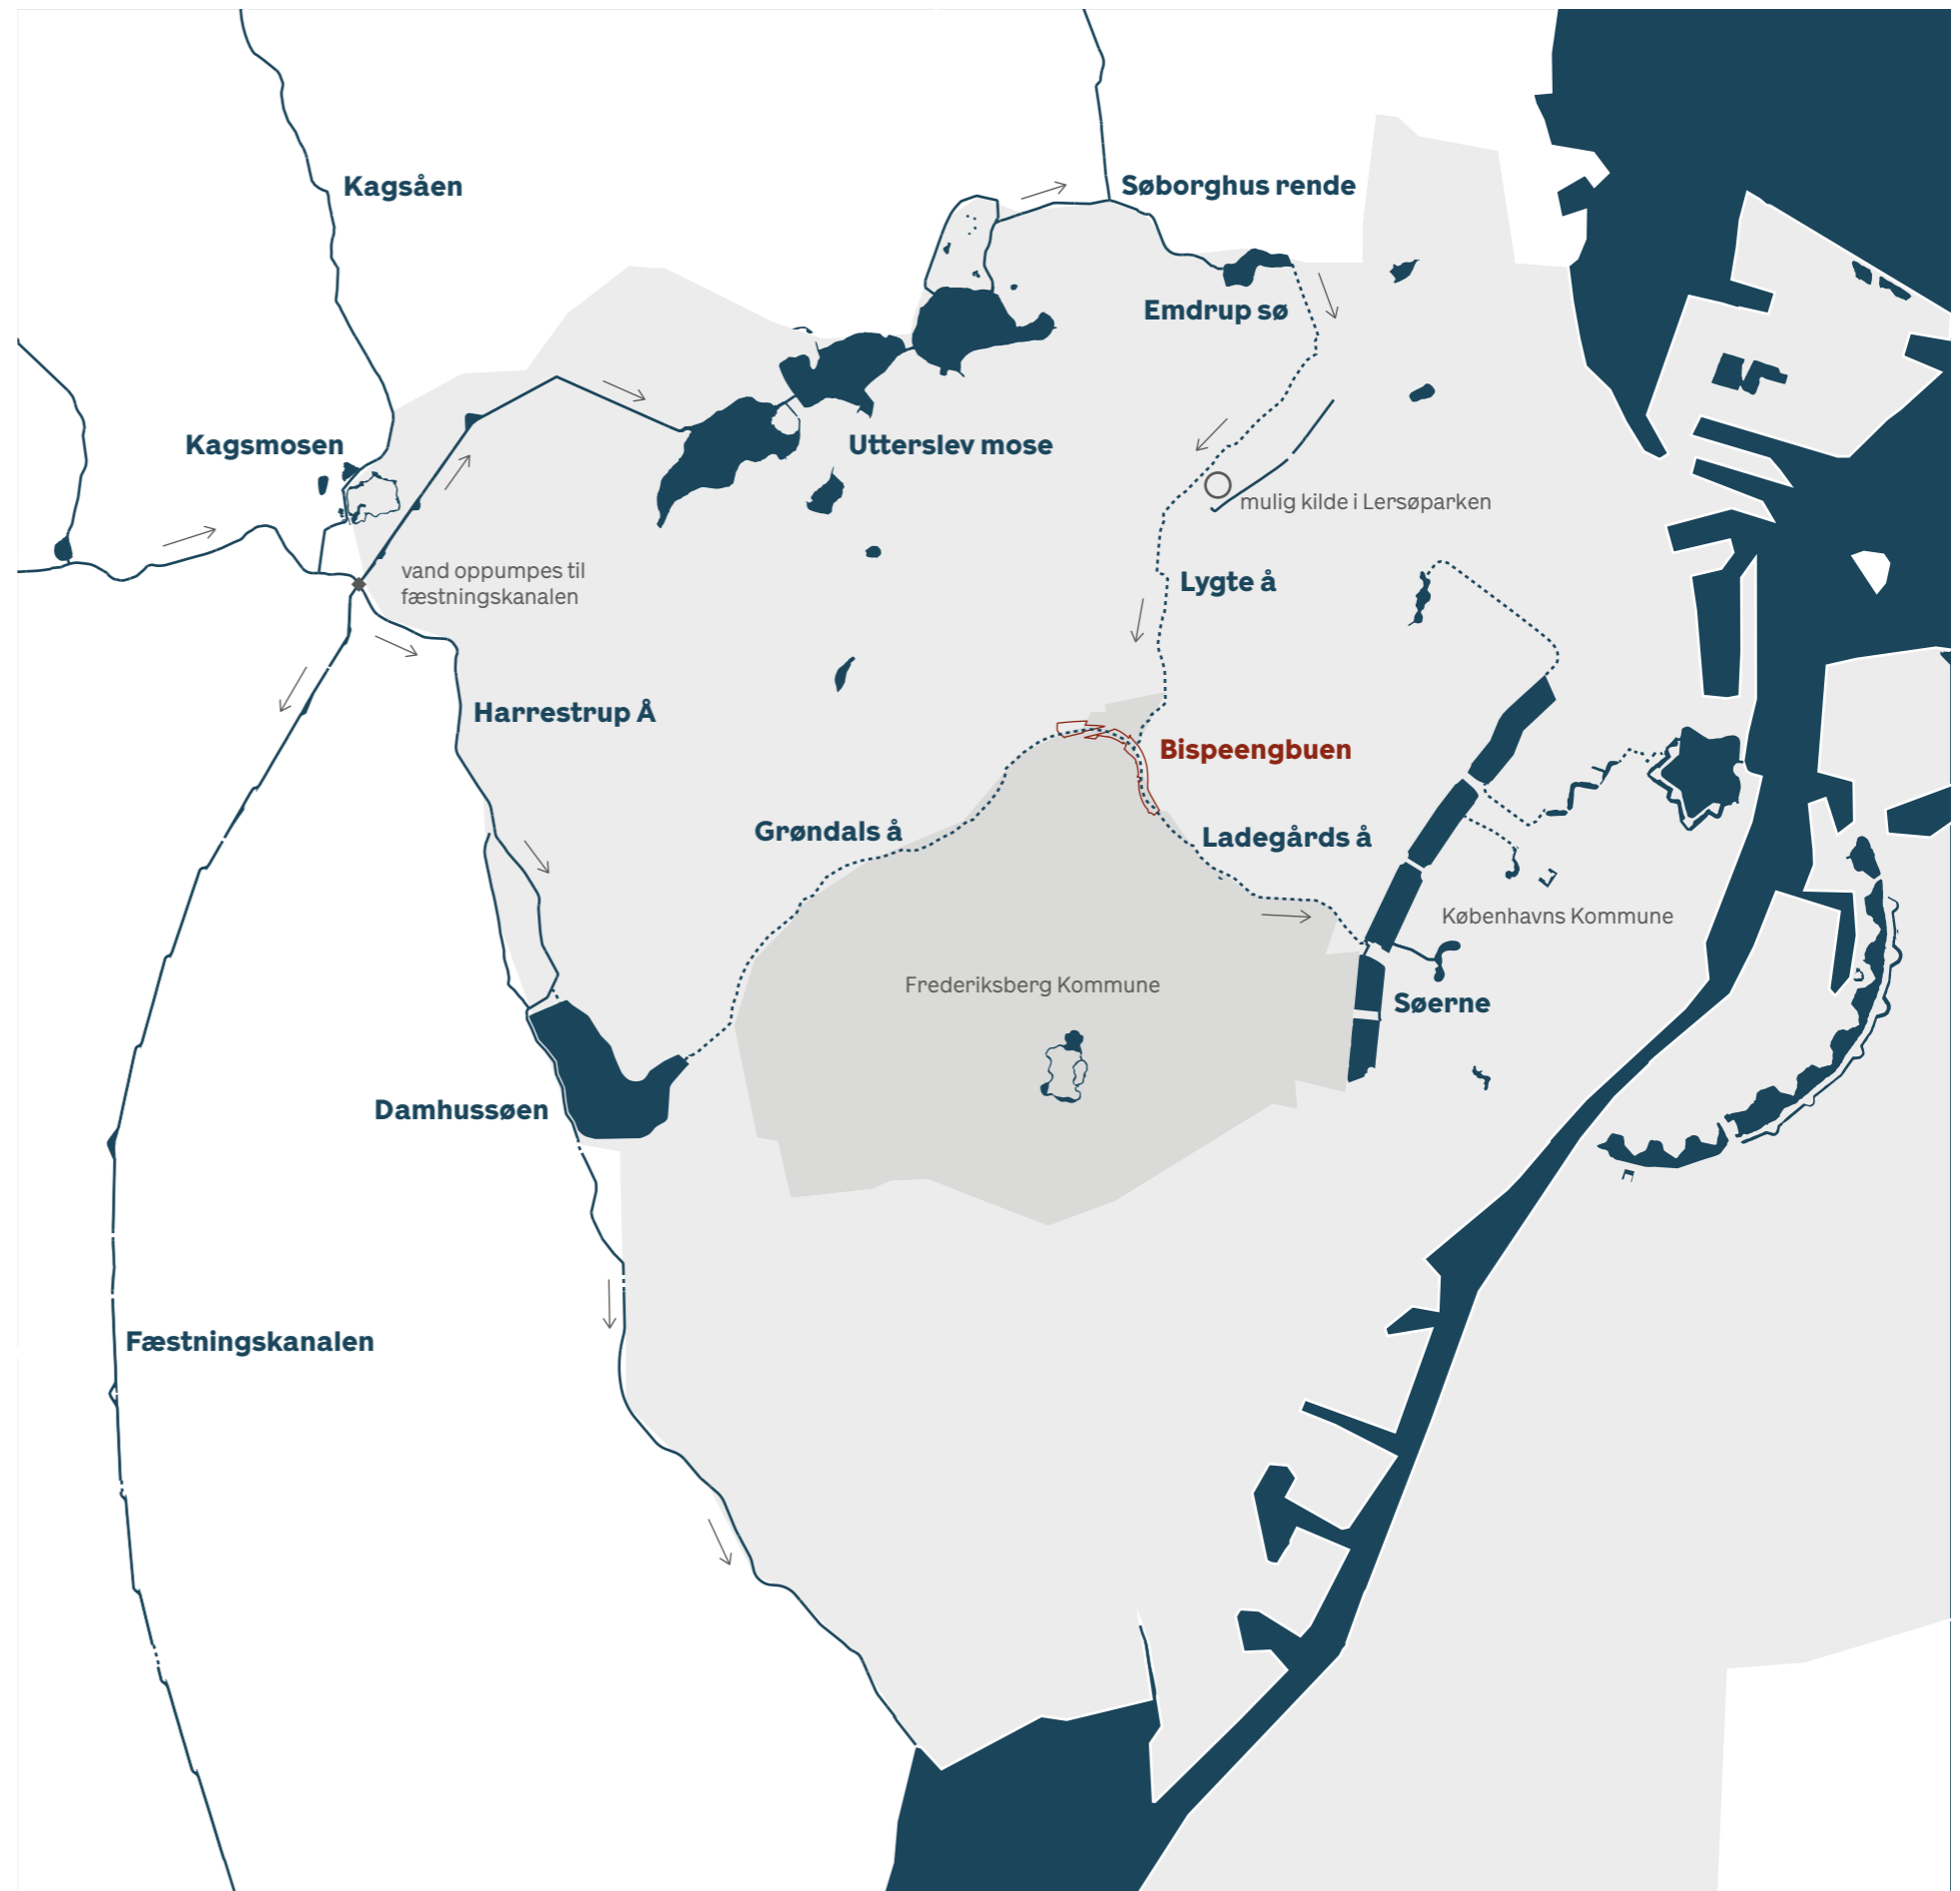 Kagsåen
Søborghus rende
Emdrup sø
Kagsmosen
Utterslev mose
mulig kilde i Lersøparken
vand oppumpes til
fæstningskanalen
Lygte å
Harrestrup Å
Bispeengbuen
Grøndals å
Ladegårds å
Københavns Kommune
Frederiksberg Kommune
Søerne
Damhussøen
Fæstningskanalen